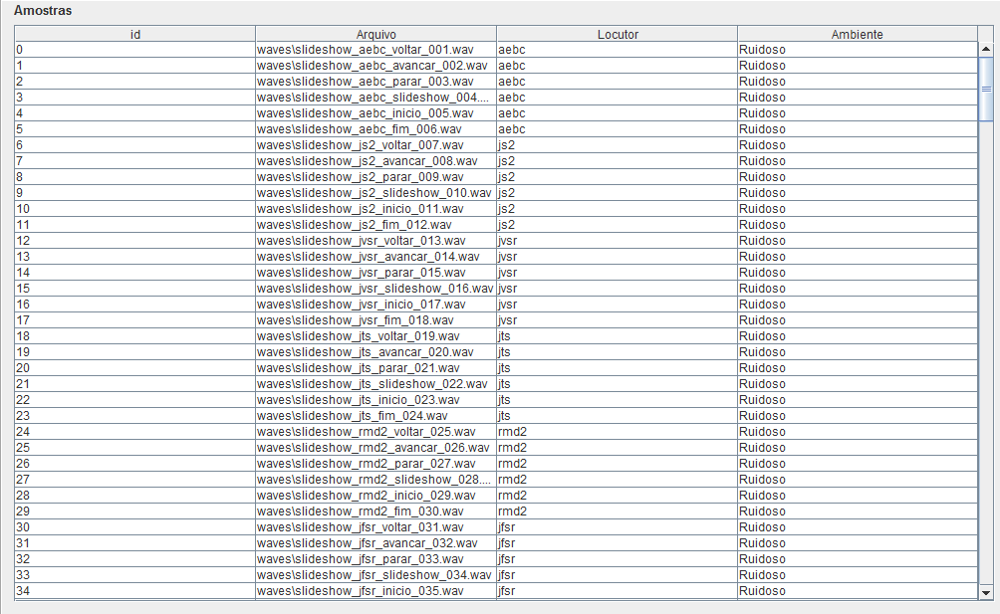 Amostras
id Arquivo Locutor Ambiente
0 waves\slideshow_aebc_voltar_001.wav aebc Ruidoso
1 waves\slideshow_aebc_avancar_002.wav aebc Ruidoso
2 waves\slideshow_aebc_parar_003.wav aebc Ruidoso
3 waves\slideshow_aebc_slideshow_004.... aebc Ruidoso
4 waves\slideshow_aebc_inicio_005.wav aebc Ruidoso
5 waves\slideshow_aebc_fim_006.wav aebc Ruidoso
6 waves\slideshow_js2_voltar_007.wav js2 Ruidoso
7 waves\slideshow_js2_avancar_008.wav js2 Ruidoso
8 waves\slideshow_js2_parar_009.wav js2 Ruidoso
9 waves\slideshow_js2_slideshow_010.wav js2 Ruidoso
10 waves\slideshow_js2_inicio_011.wav js2 Ruidoso
11 waves\slideshow_js2_fim_012.wav js2 Ruidoso
12 waves\slideshow_jvsr_voltar_013.wav jvsr Ruidoso
13 waves\slideshow_jvsr_avancar_014.wav jvsr Ruidoso
14 waves\slideshow_jvsr_parar_015.wav jvsr Ruidoso
15 waves\slideshow_jvsr_slideshow_016.wav jvsr Ruidoso
16 waves\slideshow_jvsr_inicio_017.wav jvsr Ruidoso
17 waves\slideshow_jvsr_fim_018.wav jvsr Ruidoso
18 waves\slideshow_jts_voltar_019.wav jts Ruidoso
19 waves\slideshow_jts_avancar_020.wav jts Ruidoso
20 waves\slideshow_jts_parar_021.wav jts Ruidoso
21 waves\slideshow_jts_slideshow_022.wav jts Ruidoso
22 waves\slideshow_jts_inicio_023.wav jts Ruidoso
23 waves\slideshow_jts_fim_024.wav jts Ruidoso
24 waves\slideshow_rmd2_voltar_025.wav rmd2 Ruidoso
25 waves\slideshow_rmd2_avancar_026.wav rmd2 Ruidoso
26 waves\slideshow_rmd2_parar_027.wav rmd2 Ruidoso
27 waves\slideshow_rmd2_slideshow_028.... rmd2 Ruidoso
28 waves\slideshow_rmd2_inicio_029.wav rmd2 Ruidoso
29 waves\slideshow_rmd2_fim_030.wav rmd2 Ruidoso
30 waves\slideshow_jfsr_voltar_031.wav jfsr Ruidoso
31 waves\slideshow_jfsr_avancar_032.wav jfsr Ruidoso
32 waves\slideshow_jfsr_parar_033.wav jfsr Ruidoso
33 waves\slideshow_jfsr_slideshow_034.wav jfsr Ruidoso
34 waves\slideshow_jfsr_inicio_035.wav jfsr Ruidoso